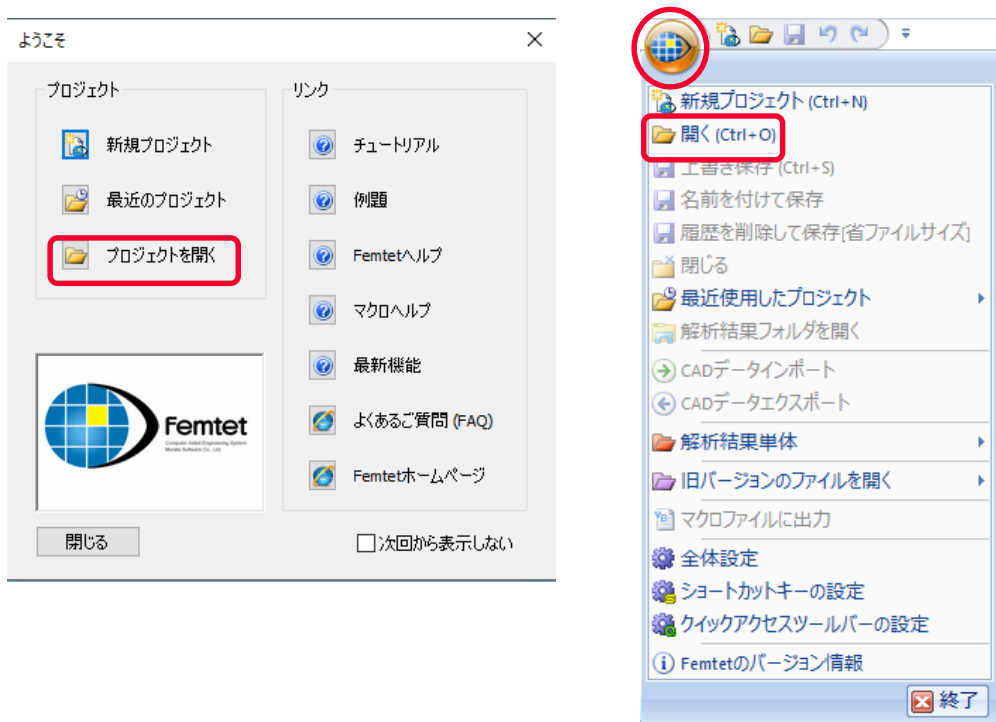 ようこそ
プロジェクト
新規プロジェクト
最近のプロジェクト
プロジェクトを開く
リンク
チュートリアル
例題
Femtetヘルプ
マクロヘルプ
最新機能
よくあるご質問 (FAQ)
Femtetホームページ
Femtet
Computer Aided Engineering System
Murata Software Co., Ltd.
閉じる
次回から表示しない
新規プロジェクト (Ctrl+N)
開く (Ctrl+O)
上書き保存 (Ctrl+S)
名前を付けて保存
履歴を削除して保存[省ファイルサイズ]
閉じる
最近使用したプロジェクト
解析結果フォルダを開く
CADデータインポート
CADデータエクスポート
解析結果単体
旧バージョンのファイルを開く
マクロファイルに出力
全体設定
ショートカットキーの設定
クイックアクセスツールバーの設定
Femtetのバージョン情報
終了